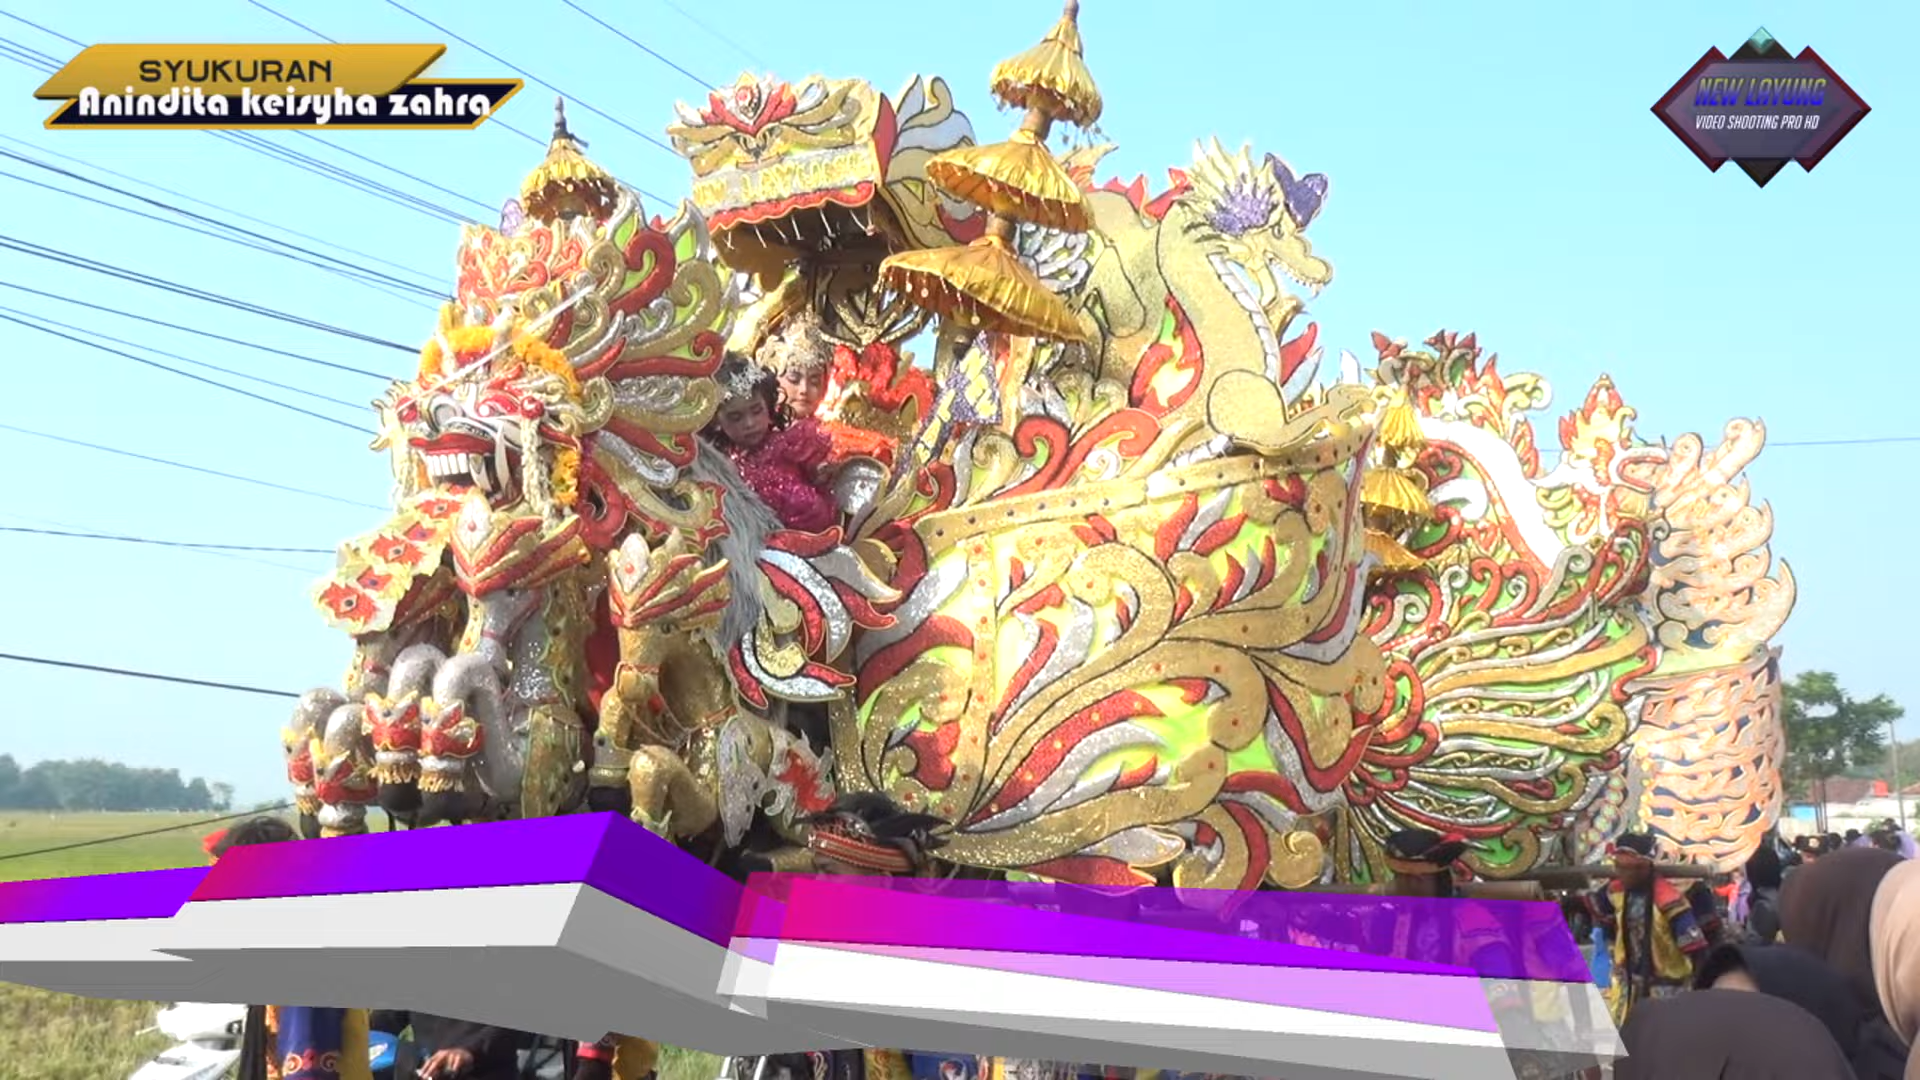 SYUKURAN
Anindita keisyha zahra
NEW LAYUNG
VIDEO SHOOTING PRO HD